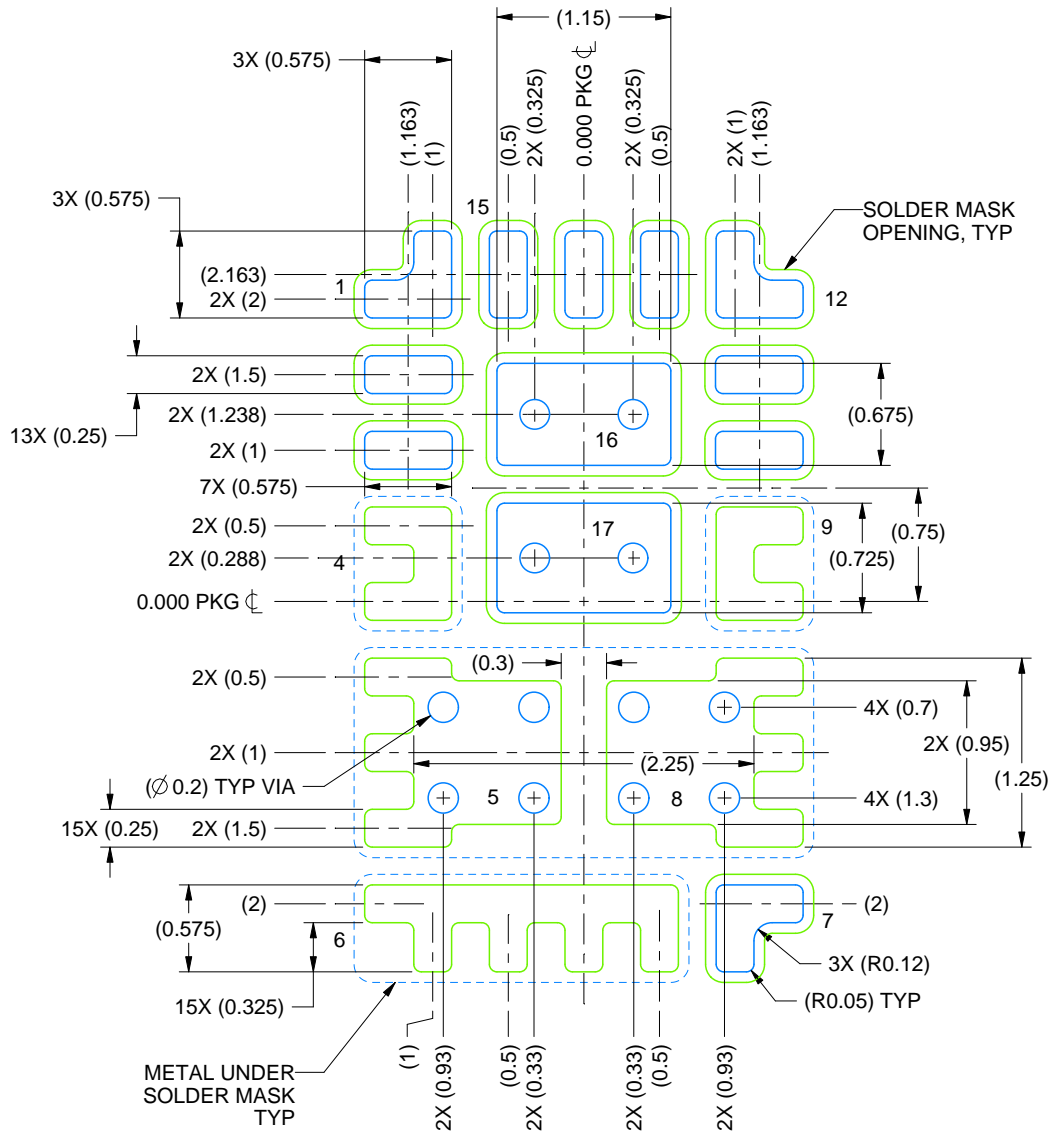 (1.15)
3X (0.575)
(1.163)
(1)
(0.5)
2X (0.325)
0.000 PKG ℄
2X (0.325)
(0.5)
2X (1)
(1.163)
3X (0.575)
15
SOLDER MASK
OPENING, TYP
(2.163)
1
2X (2)
12
2X (1.5)
2X (1.238)
13X (0.25)
16
(0.675)
2X (1)
7X (0.575)
2X (0.5)
17
9
(0.75)
2X (0.288)
4
(0.725)
0.000 PKG ℄
2X (0.5)
(0.3)
4X (0.7)
2X (0.95)
2X (1)
(2.25)
(1.25)
(Ø 0.2) TYP VIA
5
8
4X (1.3)
15X (0.25)
2X (1.5)
(2)
(2)
(0.575)
6
7
3X (R0.12)
15X (0.325)
(R0.05) TYP
(1)
2X (0.93)
(0.5)
2X (0.33)
2X (0.33)
(0.5)
2X (0.93)
METAL UNDER
SOLDER MASK
TYP